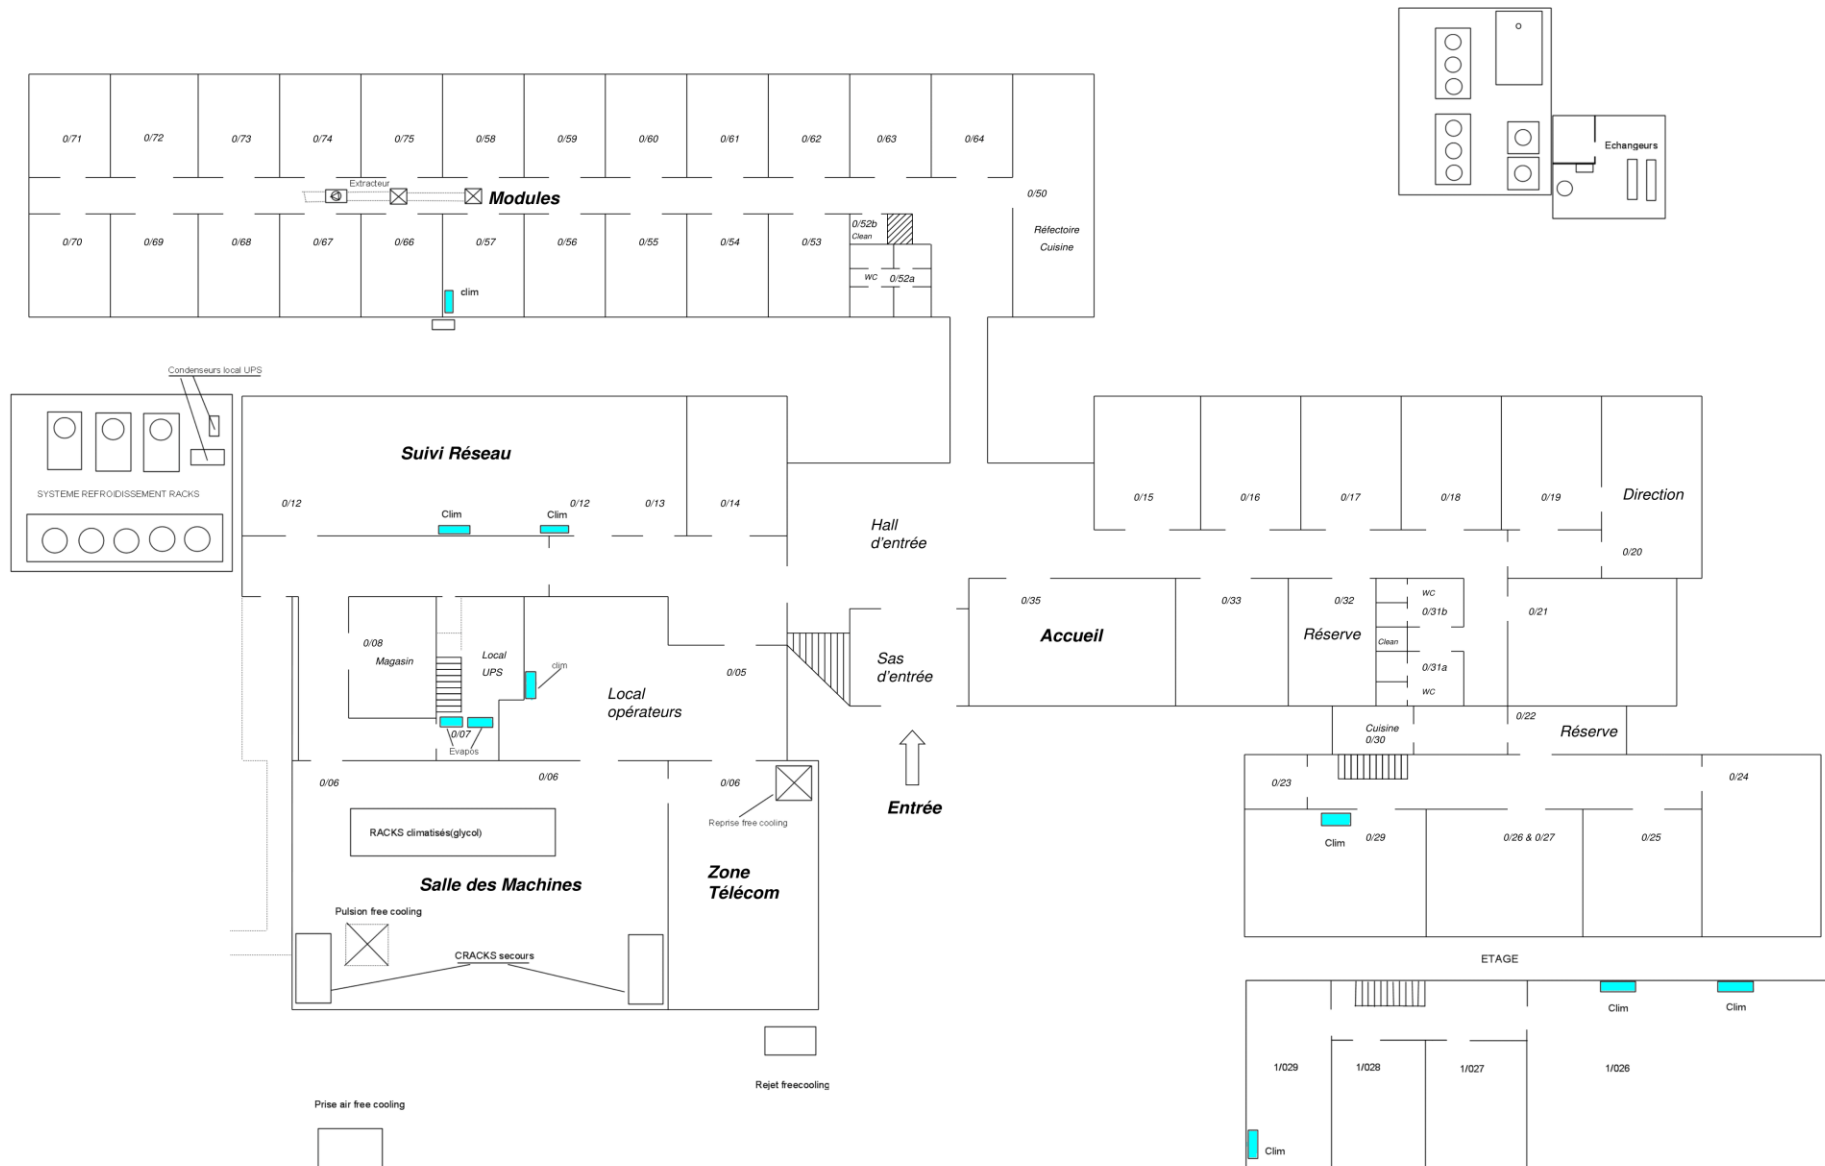 Echangeurs
0/71
0/72
0/73
0/74
0/75
0/58
0/59
0/60
0/61
0/62
0/63
0/64
Extracteur
Modules
0/50
0/70
0/69
0/68
0/67
0/66
0/57
0/56
0/55
0/54
0/53
0/52b
Clean
Réfectoire
Cuisine
WC
0/52a
clim
Condenseurs local UPS
SYSTEME REFROIDISSEMENT RACKS
Suivi Réseau
0/12
Clim
0/12
Clim
0/13
0/14
Hall
d'entrée
0/15
0/16
0/17
0/18
0/19
Direction
0/20
0/08
Magasin
Local
UPS
clim
0/05
Local
opérateurs
0/07
Evapos
Sas
d'entrée
0/35
Accueil
0/33
0/32
Réserve
WC
0/31b
Clean
0/31a
WC
0/21
0/22
Cuisine
0/30
Réserve
Entrée
0/06
0/06
0/06
Reprise free cooling
RACKS climatisés(glycol)
Salle des Machines
Zone
Télécom
Pulsion free cooling
CRACKS secours
0/23
0/24
Clim
0/29
0/26 & 0/27
0/25
ETAGE
Clim
Clim
1/029
1/028
1/027
1/026
Clim
Rejet freecooling
Prise air free cooling